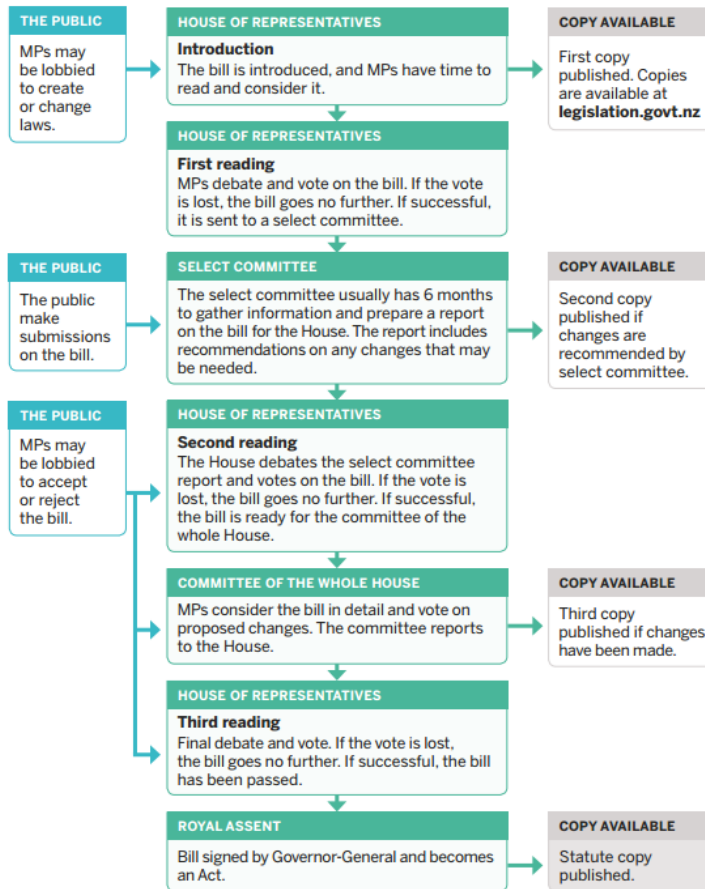 THE PUBLIC
MPs may
be lobbied
to create
or change
laws.
HOUSE OF REPRESENTATIVES
Introduction
The bill is introduced, and MPs have time to
read and consider it.
COPY AVAILABLE
First copy
published. Copies
are available at
legislation.govt.nz
HOUSE OF REPRESENTATIVES
First reading
MPs debate and vote on the bill. If the vote
is lost, the bill goes no further. If successful,
it is sent to a select committee.
THE PUBLIC
The public
make
submissions
on the bill.
SELECT COMMITTEE
The select committee usually has 6 months
to gather information and prepare a report
on the bill for the House. The report includes
recommendations on any changes that may
be needed.
COPY AVAILABLE
Second copy
published if
changes are
recommended by
select committee.
THE PUBLIC
MPs may
be lobbied
to accept
or reject
the bill.
HOUSE OF REPRESENTATIVES
Second reading
The House debates the select committee
report and votes on the bill. If the vote is
lost, the bill goes no further. If successful,
the bill is ready for the committee of the
whole House.
COMMITTEE OF THE WHOLE HOUSE
MPs consider the bill in detail and vote on
proposed changes. The committee reports
to the House.
COPY AVAILABLE
Third copy
published if changes
have been made.
HOUSE OF REPRESENTATIVES
Third reading
Final debate and vote. If the vote is lost,
the bill goes no further. If successful, the bill
has been passed.
ROYAL ASSENT
Bill signed by Governor-General and becomes
an Act.
COPY AVAILABLE
Statute copy
published.